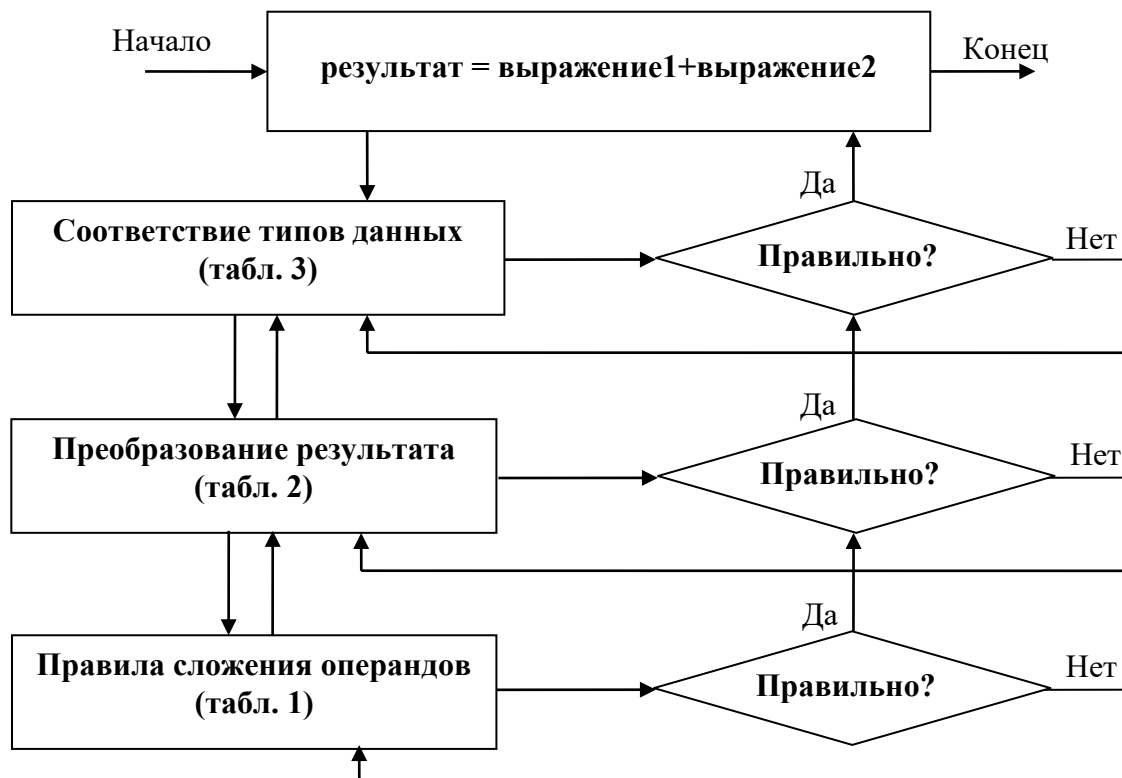 Начало
результат = выражение1+выражение2
Конец
Да
Соответствие типов данных
(табл. 3)
Правильно?
Нет
Да
Преобразование результата
(табл. 2)
Правильно?
Нет
Да
Правила сложения операндов
(табл. 1)
Правильно?
Нет